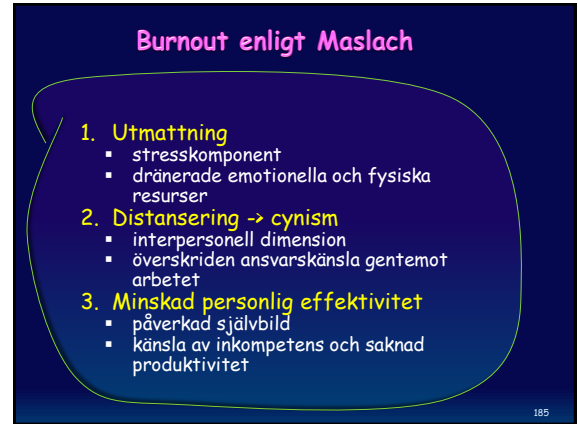 Burnout enligt Maslach
1. Utmattning
▪ stresskomponent
▪ dränerade emotionella och fysiska
resurser
2. Distansering -> cynism
▪ interpersonell dimension
▪ överskriden ansvarskänsla gentemot
arbetet
3. Minskad personlig effektivitet
▪ påverkad självbild
▪ känsla av inkompetens och saknad
produktivitet
185